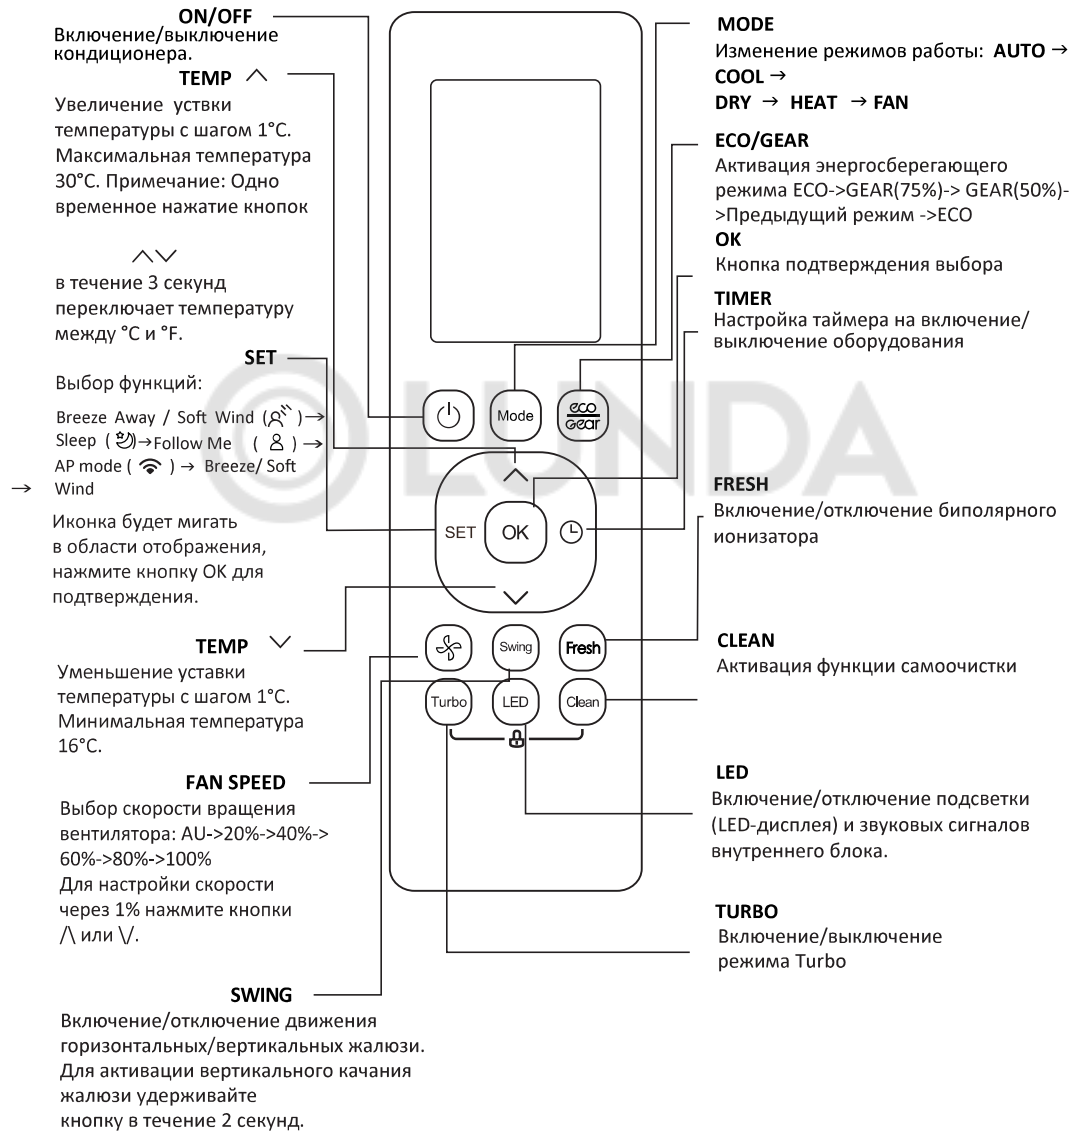 ON/OFF
Включение/выключение
кондиционера.
TEMP
Увеличение уствки
температуры с шагом 1°C.
Максимальная температура
30°C. Примечание: Одно
временное нажатие кнопок
в течение 3 секунд
переключает температуру
между °C и °F.
SET
Выбор функций:
Breeze Away / Soft Wind ( ) →
Sleep ( ) → Follow Me ( ) →
AP mode ( ) → Breeze/ Soft
→ Wind
Иконка будет мигать
в области отображения,
нажмите кнопку OK для
подтверждения.
TEMP
Уменьшение уставки
температуры с шагом 1°C.
Минимальная температура
16°C.
FAN SPEED
Выбор скорости вращения
вентилятора: AU->20%->40%->
60%->80%->100%
Для настройки скорости
через 1% нажмите кнопки
/\ или \/.
SWING
Включение/отключение движения
горизонтальных/вертикальных жалюзи.
Для активации вертикального качания
жалюзи удерживайте
кнопку в течение 2 секунд.
Mode
eco
Gear
SET
OK
Swing
Fresh
Turbo
LED
Clean
MODE
Изменение режимов работы: AUTO →
COOL →
DRY → HEAT → FAN
ECO/GEAR
Активация энергосберегающего
режима ECO->GEAR(75%)-> GEAR(50%)-
>Предыдущий режим ->ECO
OK
Кнопка подтверждения выбора
TIMER
Настройка таймера на включение/
выключение оборудования
FRESH
Включение/отключение биполярного
ионизатора
CLEAN
Активация функции самоочистки
LED
Включение/отключение подсветки
(LED-дисплея) и звуковых сигналов
внутреннего блока.
TURBO
Включение/выключение
режима Turbo
LUNDA